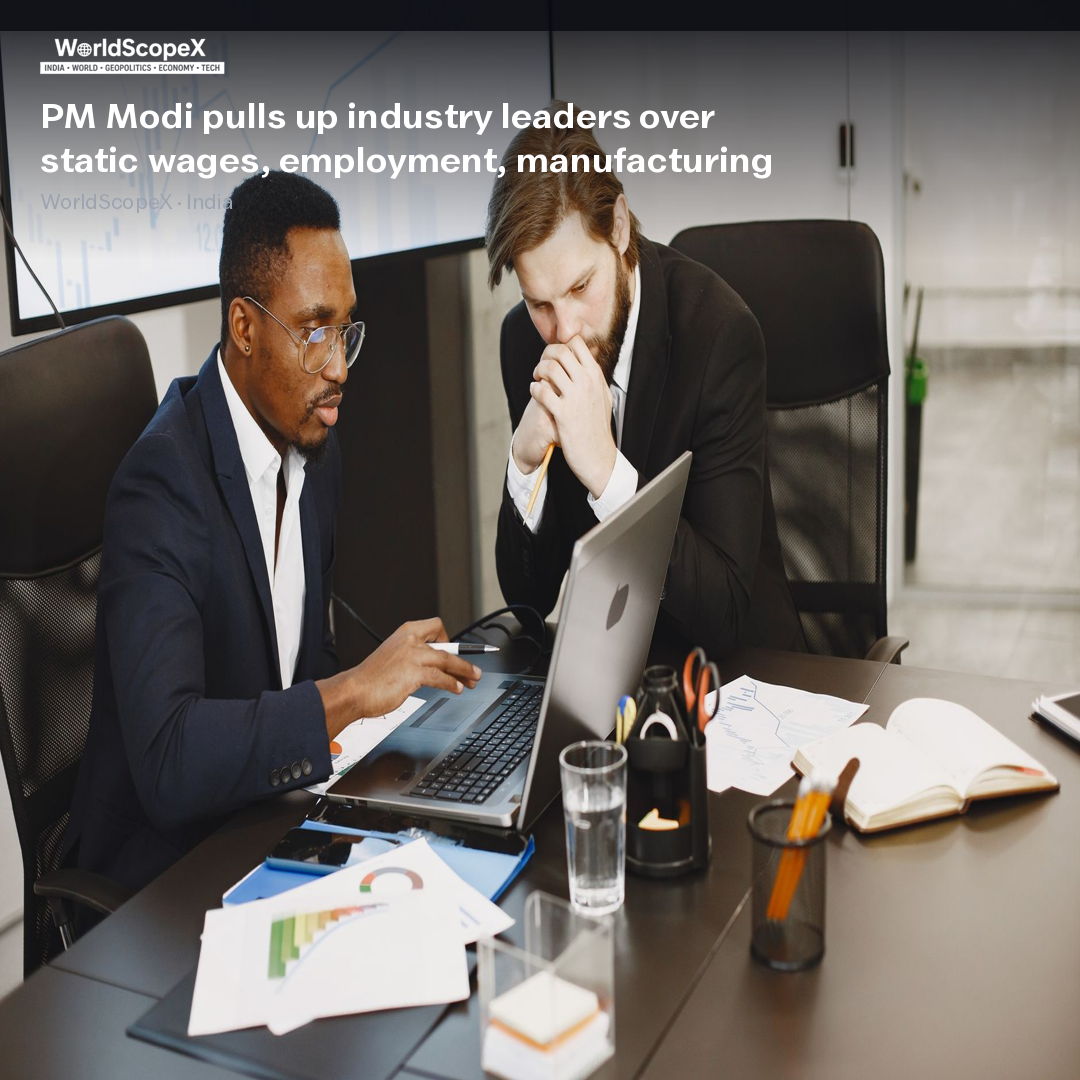 WorldScopeX
INDIA • WORLD • GEOPOLITICS • ECONOMY • TECH
PM Modi pulls up industry leaders over
static wages, employment, manufacturing
WorldScopeX · India